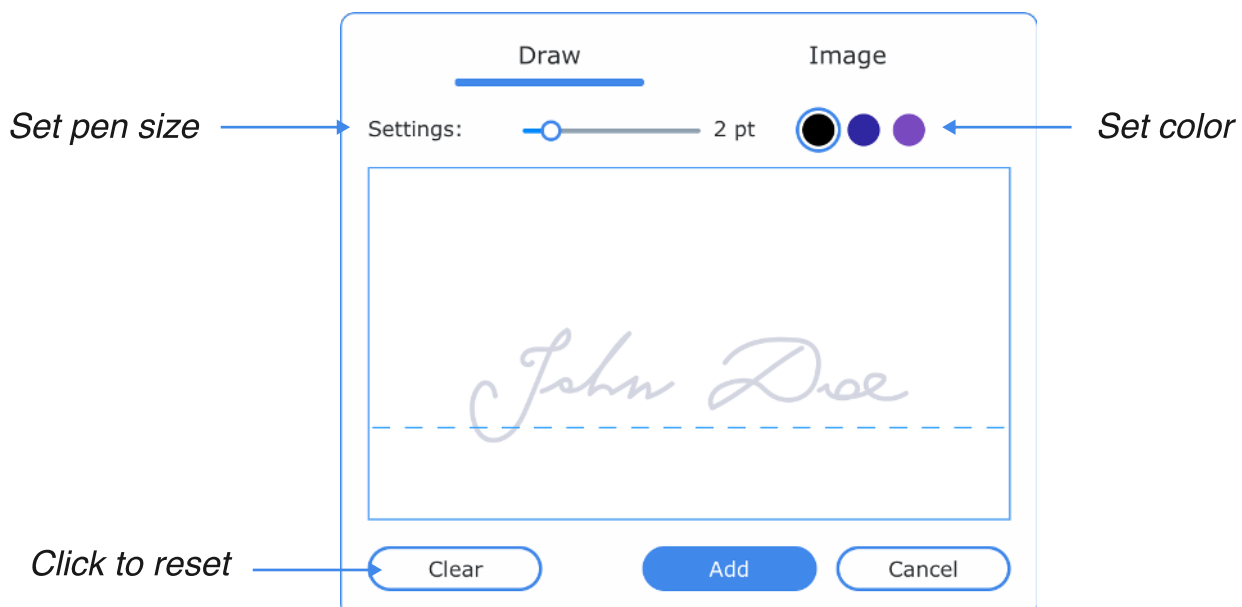 Draw Image
Set pen size Settings: 2 pt Set color
John Doe
Click to reset Clear Add Cancel